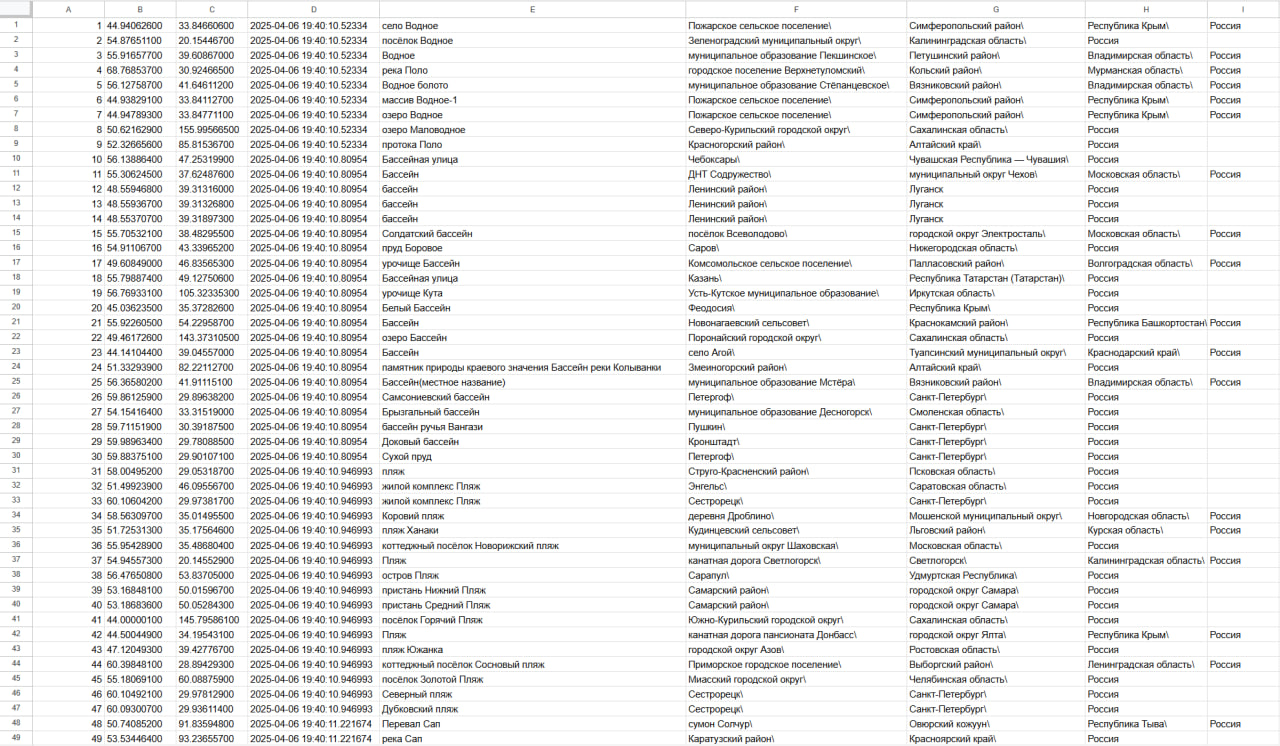 A B C D E F G H I
1 1 44.94062600 33.84660600 2025-04-06 19:40:10.52334 село Водное Пожарское сельское поселение\ Симферопольский район\ Республика Крым\ Россия
2 2 54.87651100 20.15446700 2025-04-06 19:40:10.52334 посёлок Водное Зеленоградский муниципальный округ\ Калининградская область\ Россия
3 3 55.91657700 39.60867000 2025-04-06 19:40:10.52334 Водное муниципальное образование Пекшинское\ Петушинский район\ Владимирская область\ Россия
4 4 68.76853700 30.92466500 2025-04-06 19:40:10.52334 река Поло городское поселение Верхнетуломский\ Кольский район\ Мурманская область\ Россия
5 5 56.12758700 41.64611200 2025-04-06 19:40:10.52334 Водное болото муниципальное образование Стёпанцевское\ Вязниковский район\ Владимирская область\ Россия
6 6 44.93829100 33.84112700 2025-04-06 19:40:10.52334 массив Водное-1 Пожарское сельское поселение\ Симферопольский район\ Республика Крым\ Россия
7 7 44.94789300 33.84771100 2025-04-06 19:40:10.52334 озеро Водное Пожарское сельское поселение\ Симферопольский район\ Республика Крым\ Россия
8 8 50.62162900 155.99566500 2025-04-06 19:40:10.52334 озеро Маловодное Северо-Курильский городской округ\ Сахалинская область\ Россия
9 9 52.32665600 85.81536700 2025-04-06 19:40:10.52334 протока Поло Красногорский район\ Алтайский край\ Россия
10 10 56.13886400 47.25319900 2025-04-06 19:40:10.80954 Бассейная улица Чебоксары\ Чувашская Республика — Чувашия\ Россия
11 11 55.30624500 37.62487600 2025-04-06 19:40:10.80954 Бассейн ДНТ Содружество\ муниципальный округ Чехов\ Московская область\ Россия
12 12 48.55946800 39.31316000 2025-04-06 19:40:10.80954 бассейн Ленинский район\ Луганск Россия
13 13 48.55936700 39.31326800 2025-04-06 19:40:10.80954 бассейн Ленинский район\ Луганск Россия
14 14 48.55370700 39.31897300 2025-04-06 19:40:10.80954 бассейн Ленинский район\ Луганск Россия
15 15 55.70532100 38.48295500 2025-04-06 19:40:10.80954 Солдатский бассейн посёлок Всеволодово\ городской округ Электросталь\ Московская область\ Россия
16 16 54.91106700 43.33965200 2025-04-06 19:40:10.80954 пруд Боровое Саров\ Нижегородская область\ Россия
17 17 49.60849000 46.83565300 2025-04-06 19:40:10.80954 урочище Бассейн Комсомольское сельское поселение\ Палласовский район\ Волгоградская область\ Россия
18 18 55.79887400 49.12750600 2025-04-06 19:40:10.80954 Бассейная улица Казань\ Республика Татарстан (Татарстан)\ Россия
19 19 56.76933100 105.32335300 2025-04-06 19:40:10.80954 урочище Кута Усть-Кутское муниципальное образование\ Иркутская область\ Россия
20 20 45.03623500 35.37282600 2025-04-06 19:40:10.80954 Белый Бассейн Феодосия\ Республика Крым\ Россия
21 21 55.92260500 54.22958700 2025-04-06 19:40:10.80954 Бассейн Новонагаевский сельсовет\ Краснокамский район\ Республика Башкортостан\ Россия
22 22 49.46172600 143.37310500 2025-04-06 19:40:10.80954 озеро Бассейн Поронайский городской округ\ Сахалинская область\ Россия
23 23 44.14104400 39.04557000 2025-04-06 19:40:10.80954 Бассейн село Агой\ Туапсинский муниципальный округ\ Краснодарский край\ Россия
24 24 51.33293900 82.22112700 2025-04-06 19:40:10.80954 памятник природы краевого значения Бассейн реки Колыванки Змеиногорский район\ Алтайский край\ Россия
25 25 56.36580200 41.91115100 2025-04-06 19:40:10.80954 Бассейн(местное название) муниципальное образование Мстёра\ Вязниковский район\ Владимирская область\ Россия
26 26 59.86125900 29.89638200 2025-04-06 19:40:10.80954 Самсониевский бассейн Петергоф\ Санкт-Петербург\ Россия
27 27 54.15416400 33.31519000 2025-04-06 19:40:10.80954 Брызгальный бассейн муниципальное образование Десногорск\ Смоленская область\ Россия
28 28 59.71151900 30.39187500 2025-04-06 19:40:10.80954 бассейн ручья Вангази Пушкин\ Санкт-Петербург\ Россия
29 29 59.98963400 29.78088500 2025-04-06 19:40:10.80954 Доковый бассейн Кронштадт\ Санкт-Петербург\ Россия
30 30 59.88375100 29.90107100 2025-04-06 19:40:10.80954 Сухой пруд Петергоф\ Санкт-Петербург\ Россия
31 31 58.00495200 29.05318700 2025-04-06 19:40:10.946993 пляж Струго-Красненский район\ Псковская область\ Россия
32 32 51.49923900 46.09556700 2025-04-06 19:40:10.946993 жилой комплекс Пляж Энгельс\ Саратовская область\ Россия
33 33 60.10604200 29.97381700 2025-04-06 19:40:10.946993 жилой комплекс Пляж Сестрорецк\ Санкт-Петербург\ Россия
34 34 58.56309700 35.01495500 2025-04-06 19:40:10.946993 Коровий пляж деревня Дроблино\ Мошенской муниципальный округ\ Новгородская область\ Россия
35 35 51.72531300 35.17564600 2025-04-06 19:40:10.946993 пляж Ханаки Кудинцевский сельсовет\ Льговский район\ Курская область\ Россия
36 36 55.95428900 35.48680400 2025-04-06 19:40:10.946993 коттеджный посёлок Новорижский пляж муниципальный округ Шаховская\ Московская область\ Россия
37 37 54.94557300 20.14552900 2025-04-06 19:40:10.946993 Пляж канатная дорога Светлогорск\ Светлогорск\ Калининградская область\ Россия
38 38 56.47650800 53.83705000 2025-04-06 19:40:10.946993 остров Пляж Сарапул\ Удмуртская Республика\ Россия
39 39 53.16848100 50.01596700 2025-04-06 19:40:10.946993 пристань Нижний Пляж Самарский район\ городской округ Самара\ Россия
40 40 53.18683600 50.05284300 2025-04-06 19:40:10.946993 пристань Средний Пляж Самарский район\ городской округ Самара\ Россия
41 41 44.00000100 145.79586100 2025-04-06 19:40:10.946993 посёлок Горячий Пляж Южно-Курильский городской округ\ Сахалинская область\ Россия
42 42 44.50044900 34.19543100 2025-04-06 19:40:10.946993 Пляж канатная дорога пансионата Донбасс\ городской округ Ялта\ Республика Крым\ Россия
43 43 47.12049300 39.42776700 2025-04-06 19:40:10.946993 пляж Южанка городской округ Азов\ Ростовская область\ Россия
44 44 60.39848100 28.89429300 2025-04-06 19:40:10.946993 коттеджный посёлок Сосновый пляж Приморское городское поселение\ Выборгский район\ Ленинградская область\ Россия
45 45 55.18069100 60.08875900 2025-04-06 19:40:10.946993 посёлок Золотой Пляж Миасский городской округ\ Челябинская область\ Россия
46 46 60.10492100 29.97812900 2025-04-06 19:40:10.946993 Северный пляж Сестрорецк\ Санкт-Петербург\ Россия
47 47 60.09300700 29.93611400 2025-04-06 19:40:10.946993 Дубковский пляж Сестрорецк\ Санкт-Петербург\ Россия
48 48 50.74085200 91.83594800 2025-04-06 19:40:11.221674 Перевал Сап сумон Солчур\ Овюрский кожуун\ Республика Тыва\ Россия
49 49 53.53446400 93.23655700 2025-04-06 19:40:11.221674 река Сап Каратузский район\ Красноярский край\ Россия